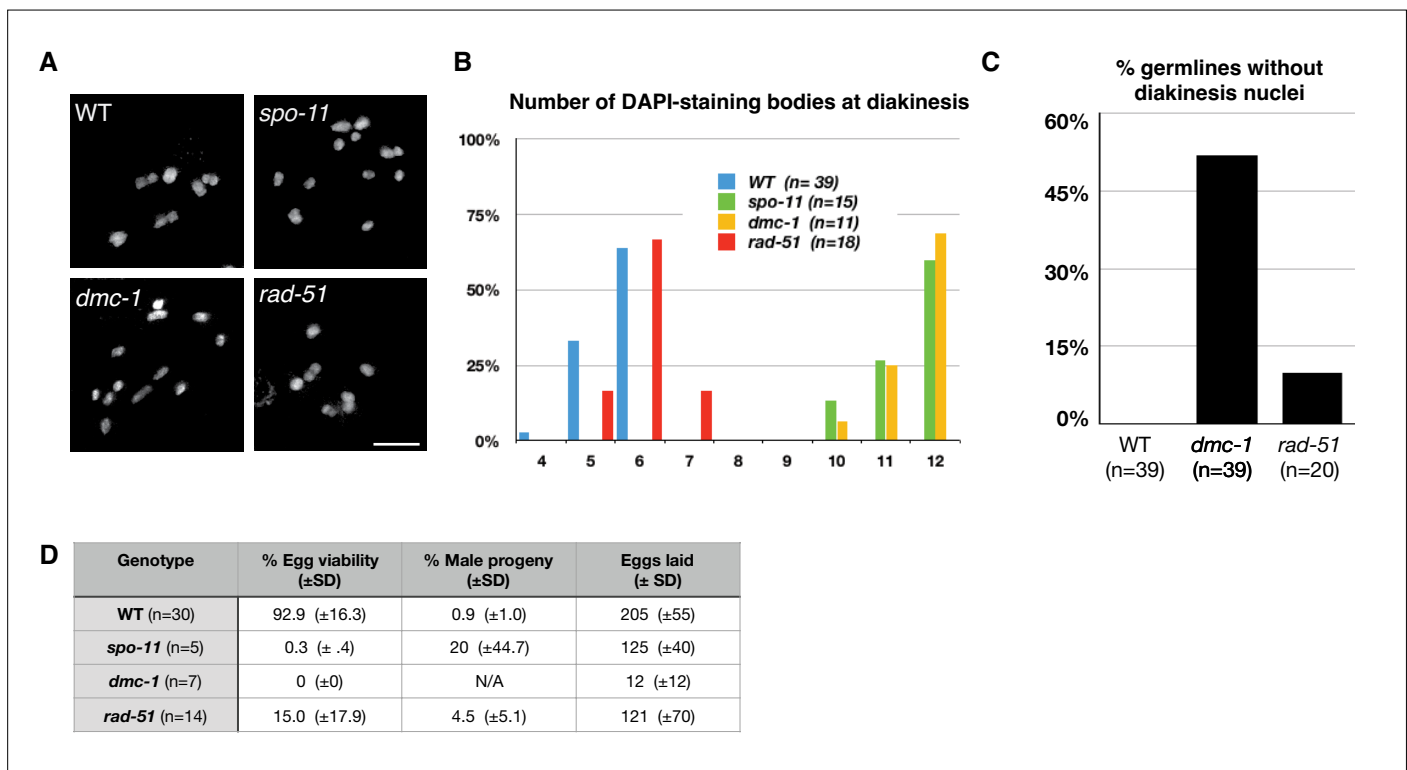 A
WT
spo-11
dmc-1
rad-51
B
Number of DAPI-staining bodies at diakinesis
100%
75%
50%
25%
0%
WT (n= 39)
spo-11 (n=15)
dmc-1 (n=11)
rad-51 (n=18)
4 5 6 7 8 9 10 11 12
C
% germlines without
diakinesis nuclei
60%
45%
30%
15%
0%
WT dmc-1 rad-51
(n=39) (n=39) (n=20)
D
Genotype % Egg viability (±SD) % Male progeny (±SD) Eggs laid (± SD)
WT (n=30) 92.9 (±16.3) 0.9 (±1.0) 205 (±55)
spo-11 (n=5) 0.3 (± .4) 20 (±44.7) 125 (±40)
dmc-1 (n=7) 0 (±0) N/A 12 (±12)
rad-51 (n=14) 15.0 (±17.9) 4.5 (±5.1) 121 (±70)